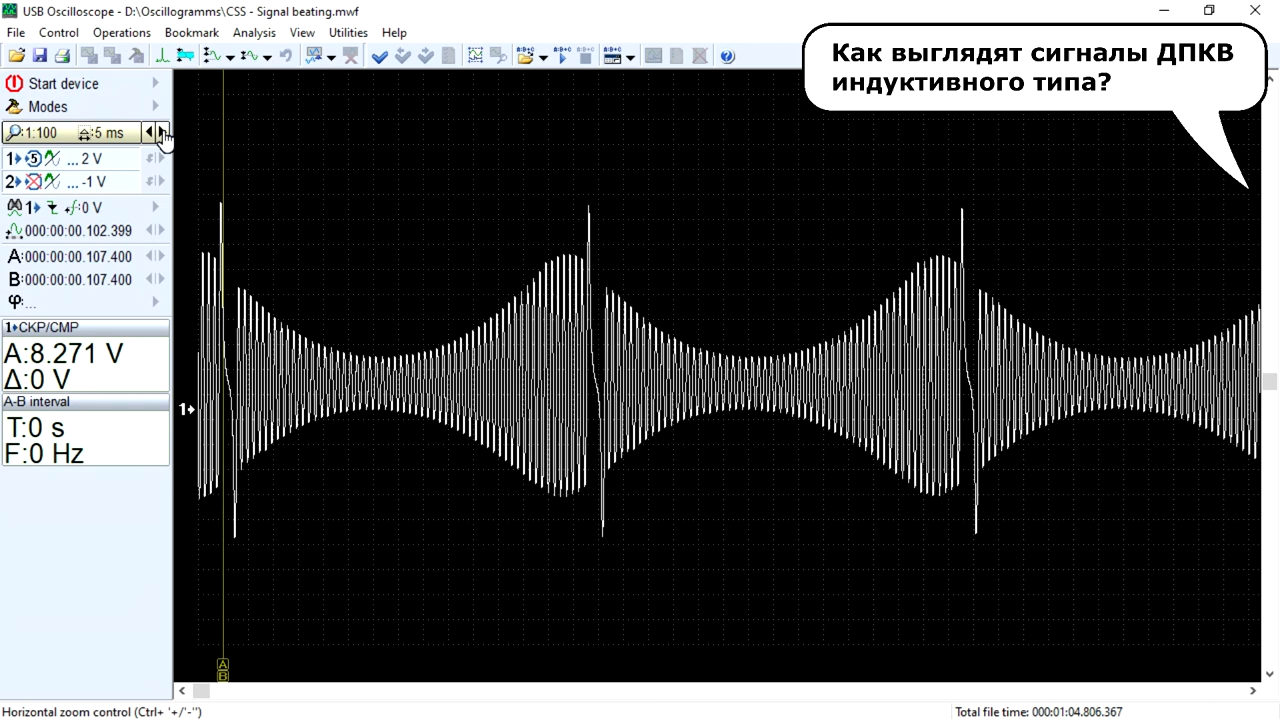 USB Oscilloscope - D:\Oscillogramms\CSS - Signal beating.mwf
File Control Operations Bookmark Analysis View Utilities Help
Как выглядят сигналы ДПКВ
индуктивного типа?
Start device
Modes
1:100 :5 ms
1 5 ... 2 V
2 ... -1 V
1 :0 V
:000:00:00.102.399
A:000:00:00.107.400
B:000:00:00.107.400
φ:...
1 CKP/CMP
A:8.271 V
Δ:0 V
A-B interval
T:0 s
F:0 Hz
1
A
B
Horizontal zoom control (Ctrl+ '+/'-'') Total file time: 000:01:04.806.367